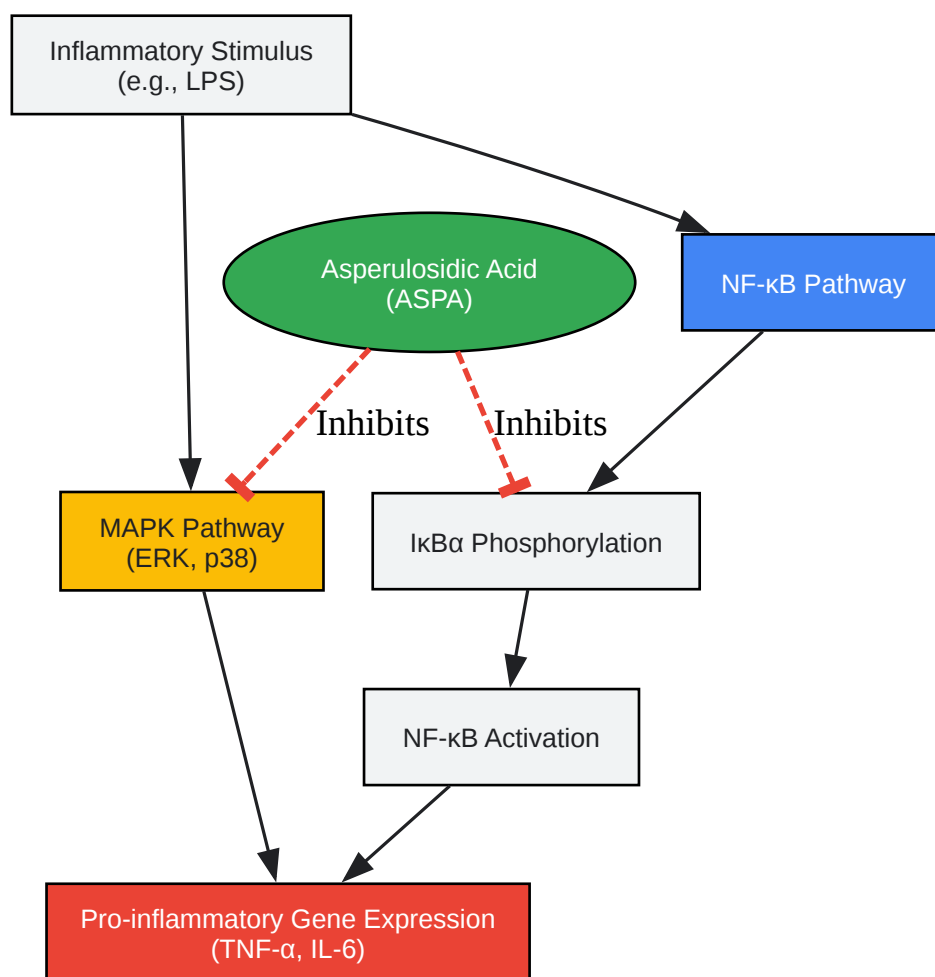 Inflammatory Stimulus
(e.g., LPS)
Asperulosidic Acid
(ASPA)
NF-κB Pathway
Inhibits
Inhibits
MAPK Pathway
(ERK, p38)
IκBα Phosphorylation
NF-κB Activation
Pro-inflammatory Gene Expression
(TNF-α, IL-6)